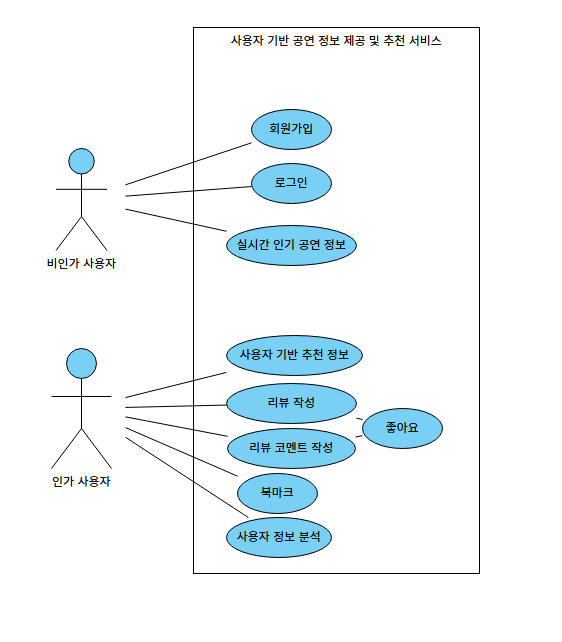 사용자 기반 공연 정보 제공 및 추천 서비스
회원가입
로그인
실시간 인기 공연 정보
비인가 사용자
사용자 기반 추천 정보
리뷰 작성
좋아요
리뷰 코멘트 작성
북마크
인가 사용자
사용자 정보 분석